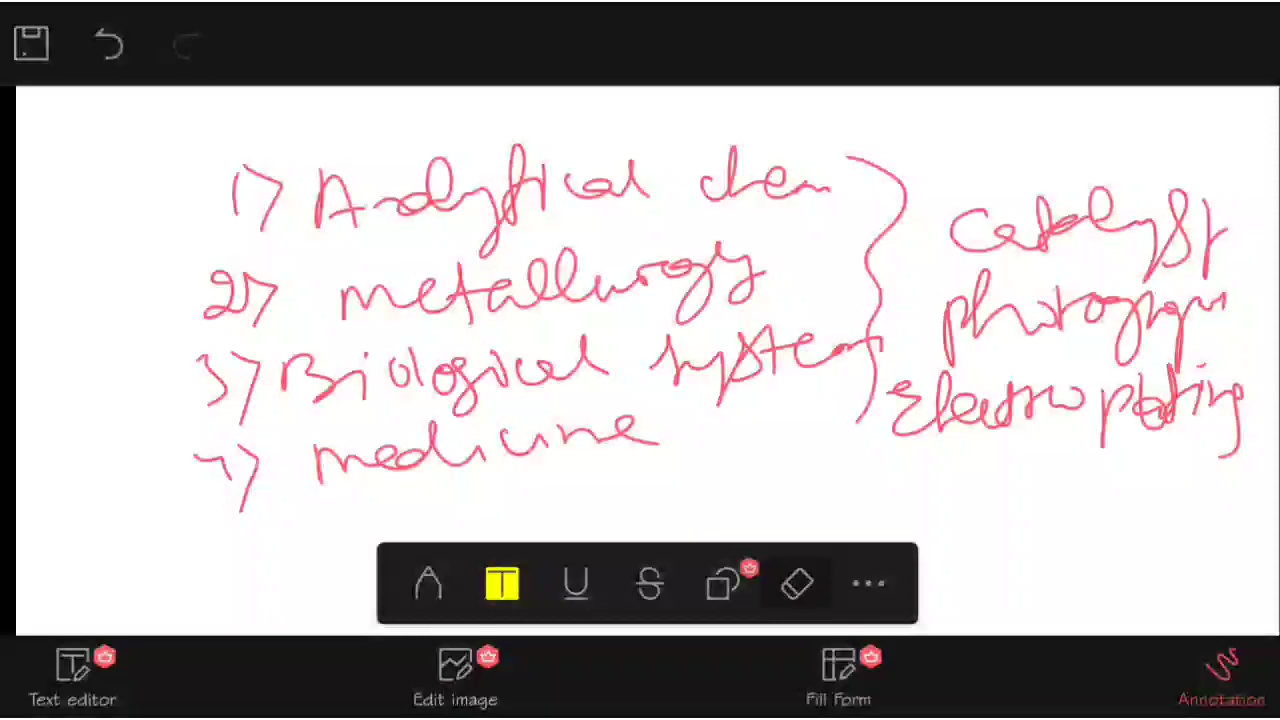 1) Analytical chem
2) metallurgy
3) Biological system
4) medicine
Catalyst
Electroplating
Text editor
Edit image
Fill Form
Annotation